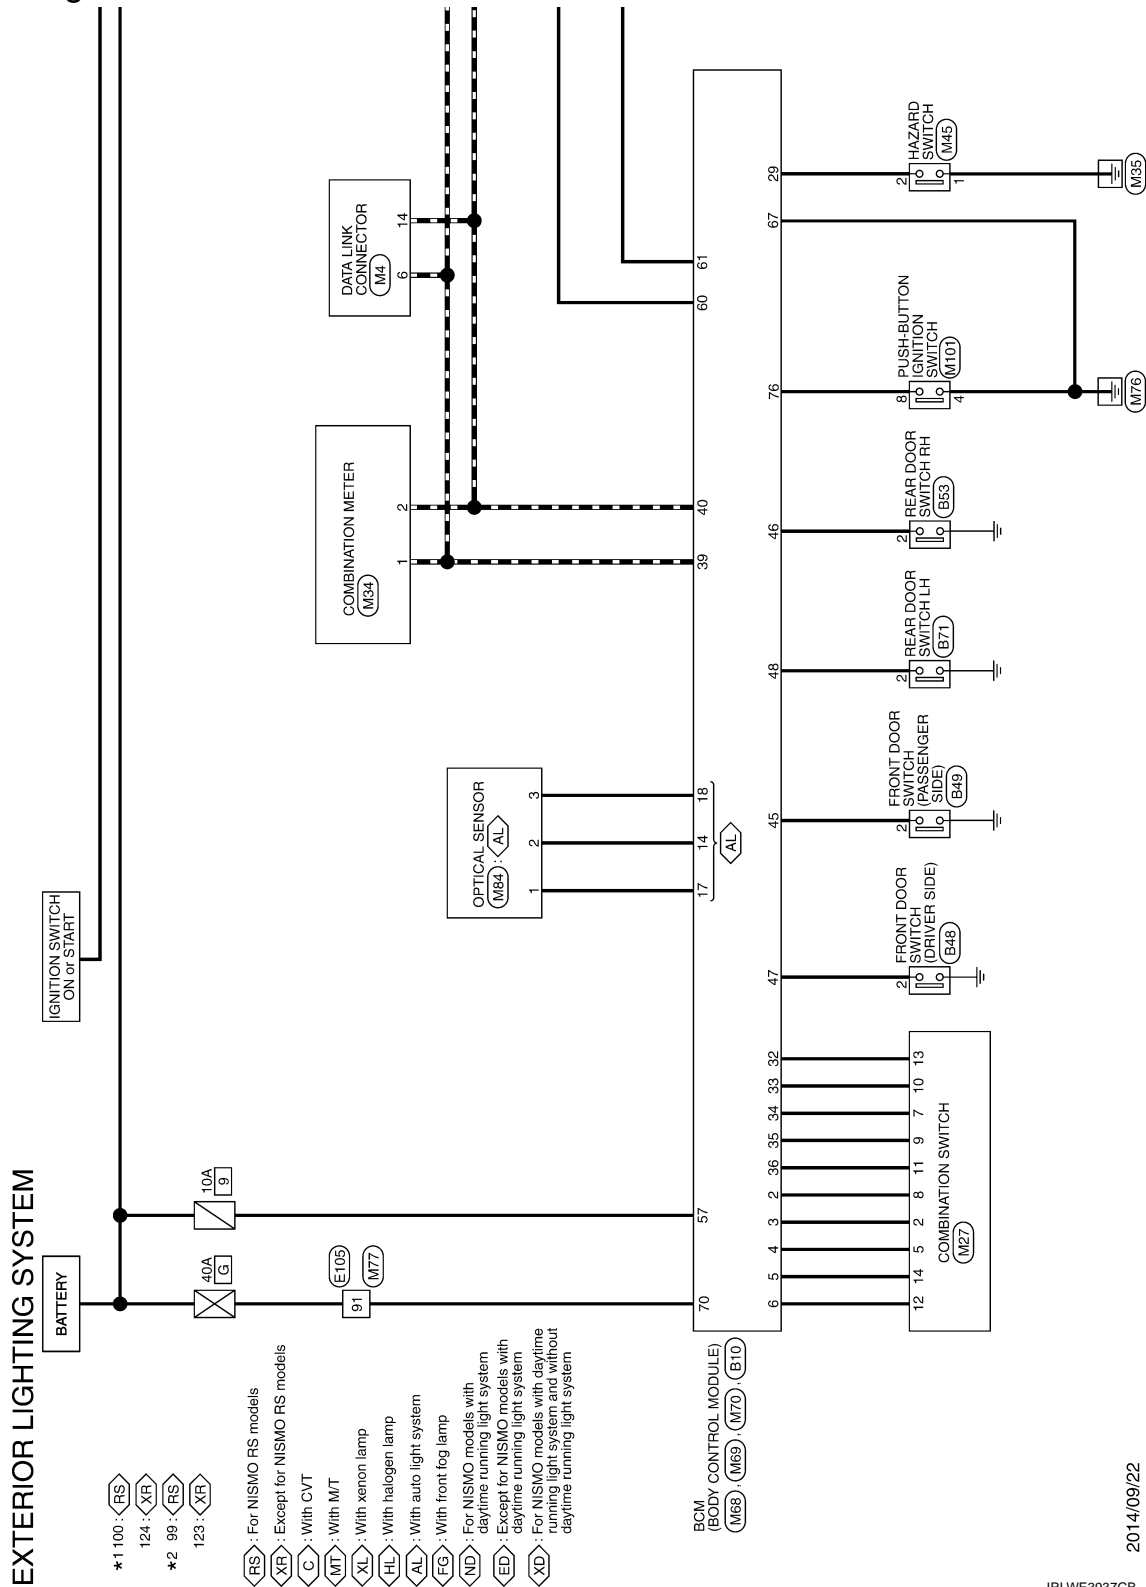 EXTERIOR LIGHTING SYSTEM
*1 100 : RS
124 : XR
*2 99 : RS
123 : XR
RS : For NISMO RS models
XR : Except for NISMO RS models
C : With CVT
MT : With M/T
XL : With xenon lamp
HL : With halogen lamp
AL : With auto light system
FG : With front fog lamp
ND : For NISMO models with
daytime running light system
ED : Except for NISMO models with
daytime running light system
XD : For NISMO models with daytime
running light system and without
daytime running light system
BATTERY
IGNITION SWITCH
ON or START
40A
G
10A
9
91
E105
M77
OPTICAL SENSOR
M84 : AL
1
2
3
COMBINATION METER
M34
1
2
DATA LINK
CONNECTOR
M4
6
14
70
57
17
14
18
AL
39
40
60
61
BCM
(BODY CONTROL MODULE)
M68 , M69 , M70 , B10
6
5
4
3
2
36
35
34
33
32
47
45
48
46
76
67
29
12
14
5
2
8
11
9
7
10
13
COMBINATION SWITCH
M27
2
FRONT DOOR
SWITCH
(DRIVER SIDE)
B48
2
FRONT DOOR
SWITCH
(PASSENGER
SIDE)
B49
2
REAR DOOR
SWITCH LH
B71
2
REAR DOOR
SWITCH RH
B53
8
4
PUSH-BUTTON
IGNITION
SWITCH
M101
M76
2
1
HAZARD
SWITCH
M45
M35
2014/09/22